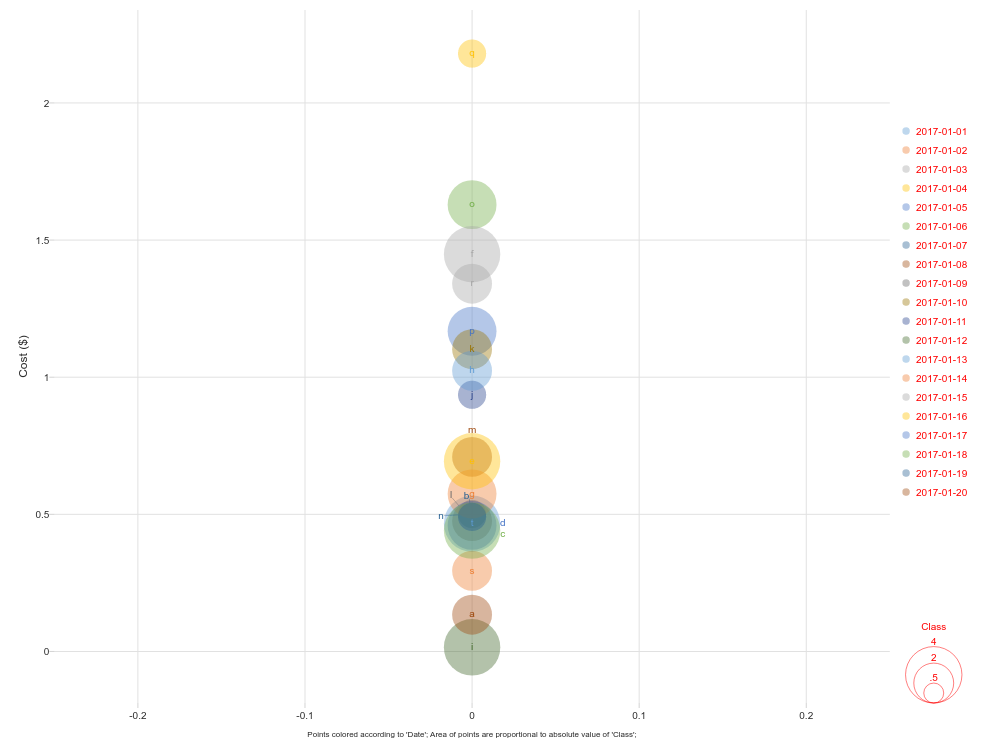 q
2
2017-01-01
2017-01-02
2017-01-03
2017-01-04
o
2017-01-05
2017-01-06
1.5
2017-01-07
f
2017-01-08
2017-01-09
2017-01-10
2017-01-11
p
2017-01-12
Cost ($)
k
2017-01-13
h
1
2017-01-14
j
2017-01-15
2017-01-16
m
2017-01-17
2017-01-18
2017-01-19
2017-01-20
l
b
g
0.5
n
d
c
s
a
Class
4
i
0
2
.5
-0.2
-0.1
0
0.1
0.2
Points colored according to 'Date'; Area of points are proportional to absolute value of 'Class';